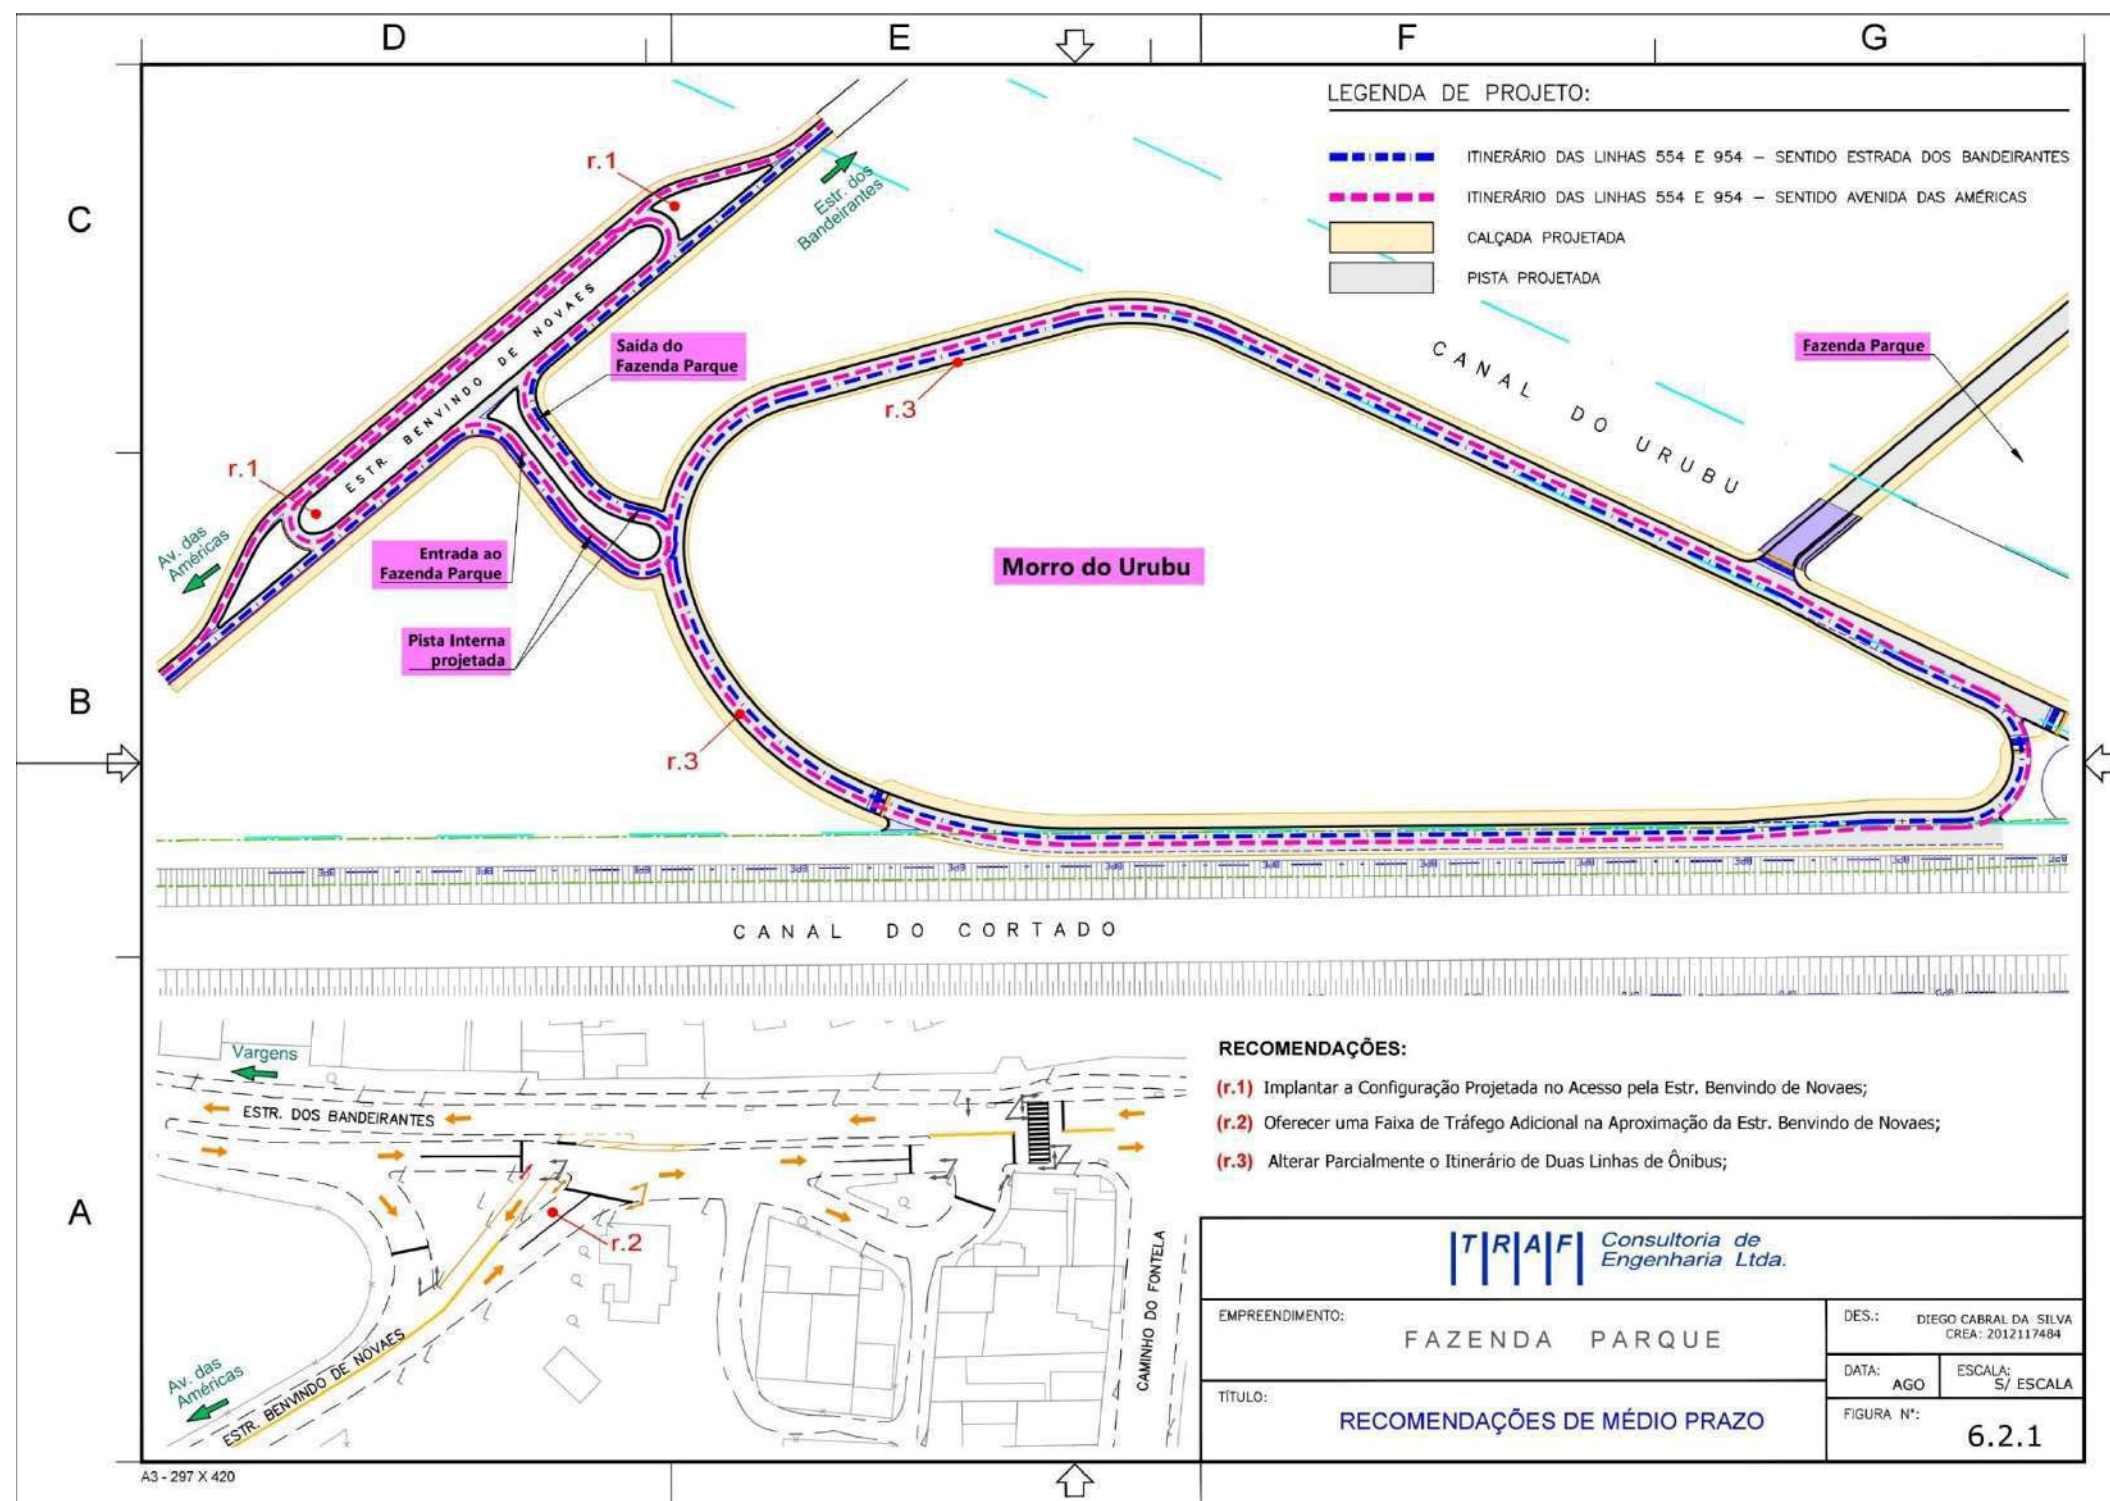 D
E
F
G
C
B
A
LEGENDA DE PROJETO:
ITINERÁRIO DAS LINHAS 554 E 954 – SENTIDO ESTRADA DOS BANDEIRANTES
ITINERÁRIO DAS LINHAS 554 E 954 – SENTIDO AVENIDA DAS AMÉRICAS
CALÇADA PROJETADA
PISTA PROJETADA
r.1
Estr. dos
Bandeirantes
ESTR. BENVINDO DE NOVAES
Saída do
Fazenda Parque
r.3
CANAL DO URUBU
Fazenda Parque
r.1
Av. das
Américas
Entrada ao
Fazenda Parque
Morro do Urubu
Pista Interna
projetada
r.3
CANAL DO CORTADO
Vargens
ESTR. DOS BANDEIRANTES
r.2
CAMINHO DO FONTELA
Av. das
Américas
ESTR. BENVINDO DE NOVAES
RECOMENDAÇÕES:
(r.1) Implantar a Configuração Projetada no Acesso pela Estr. Benvindo de Novaes;
(r.2) Oferecer uma Faixa de Tráfego Adicional na Aproximação da Estr. Benvindo de Novaes;
(r.3) Alterar Parcialmente o Itinerário de Duas Linhas de Ônibus;
TRAF Consultoria de
Engenharia Ltda.
EMPREENDIMENTO:
FAZENDA PARQUE
DES.: DIEGO CABRAL DA SILVA
CREA: 2012117484
DATA: AGO
ESCALA: S/ ESCALA
TÍTULO:
RECOMENDAÇÕES DE MÉDIO PRAZO
FIGURA Nº:
6.2.1
A3 - 297 X 420